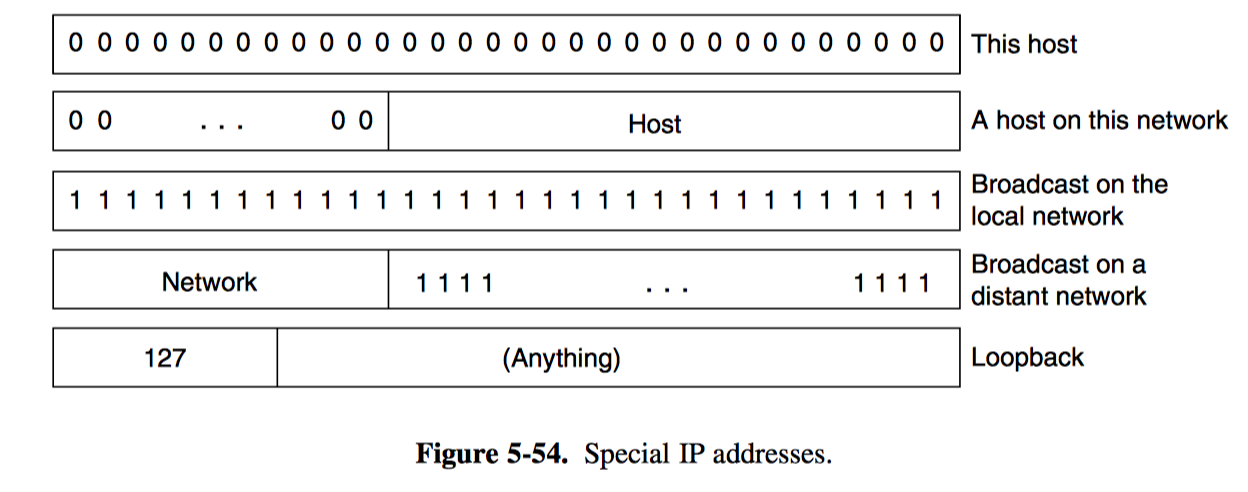 0 0 0 0 0 0 0 0 0 0 0 0 0 0 0 0 0 0 0 0 0 0 0 0 0 0 0 0 0 0 0 0 This host
0 0 ... 0 0 Host A host on this network
1 1 1 1 1 1 1 1 1 1 1 1 1 1 1 1 1 1 1 1 1 1 1 1 1 1 1 1 1 1 1 1 Broadcast on the
local network
Network 1 1 1 1 ... 1 1 1 1 Broadcast on a
distant network
127 (Anything) Loopback
Figure 5-54. Special IP addresses.